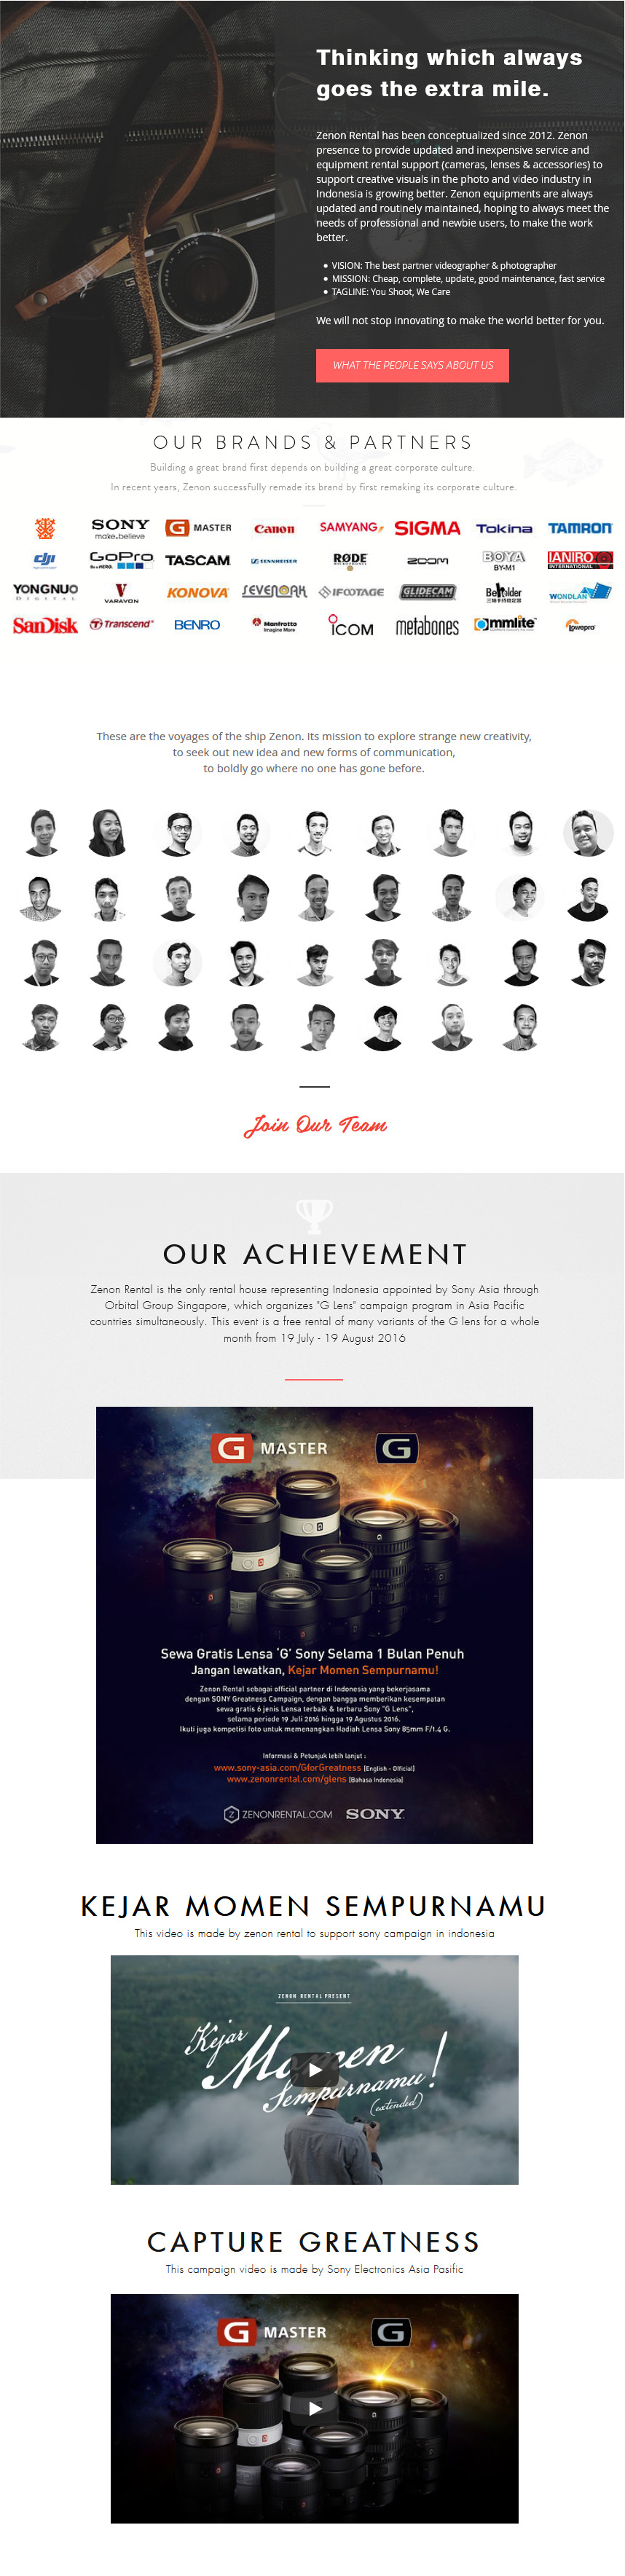 Thinking which always
goes the extra mile.
Zenon Rental has been conceptualized since 2012. Zenon
presence to provide updated and inexpensive service and
equipment rental support (cameras, lenses & accessories) to
support creative visuals in the photo and video industry in
Indonesia is growing better. Zenon equipments are always
updated and routinely maintained, hoping to always meet the
needs of professional and newbie users, to make the work
better.
● VISION: The best partner videographer & photographer
● MISSION: Cheap, complete, update, good maintenance, fast service
● TAGLINE: You Shoot, We Care
We will not stop innovating to make the world better for you.
WHAT THE PEOPLE SAYS ABOUT US
OUR BRANDS & PARTNERS
Building a great brand first depends on building a great corporate culture.
In recent years, Zenon successfully remade its brand by first remaking its corporate culture.
SONY make.believe G MASTER Canon SAMYANG SIGMA Tokina TAMRON
dji GoPro Be a HERO. TASCAM SENNHEISER RØDE ZOOM BOYA BY-M1 IANIRO INTERNATIONAL
YONGNUO DIGITAL VARAVON KONOVA SEVENOAK IFOOTAGE GLIDECAM Beholder WONDLAN
SanDisk Transcend BENRO Manfrotto Imagine More ICOM metabones Commlite lowepro
These are the voyages of the ship Zenon. Its mission to explore strange new creativity,
to seek out new idea and new forms of communication,
to boldly go where no one has gone before.
Join Our Team
OUR ACHIEVEMENT
Zenon Rental is the only rental house representing Indonesia appointed by Sony Asia through
Orbital Group Singapore, which organizes "G Lens" campaign program in Asia Pacific
countries simultaneously. This event is a free rental of many variants of the G lens for a whole
month from 19 July - 19 August 2016
G MASTER G
Sewa Gratis Lensa 'G' Sony Selama 1 Bulan Penuh
Jangan lewatkan, Kejar Momen Sempurnamu!
Zenon Rental sebagai official partner di Indonesia yang bekerjasama
dengan SONY Greatness Campaign, dengan bangga memberikan kesempatan
sewa gratis 6 jenis Lensa terbaik & terbaru Sony "G Lens",
selama periode 19 Juli 2016 hingga 19 Agustus 2016.
Ikuti juga kompetisi foto untuk memenangkan Hadiah Lensa Sony 85mm F/1.4 G.
Informasi & Petunjuk lebih lanjut :
www.sony-asia.com/GforGreatness (English - Official)
www.zenonrental.com/glens (Bahasa Indonesia)
Z ZENONRENTAL.COM SONY
KEJAR MOMEN SEMPURNAMU
This video is made by zenon rental to support sony campaign in indonesia
ZENON RENTAL PRESENT
Kejar
Momen
Sempurnamu!
(extended)
CAPTURE GREATNESS
This campaign video is made by Sony Electronics Asia Pasific
G MASTER G